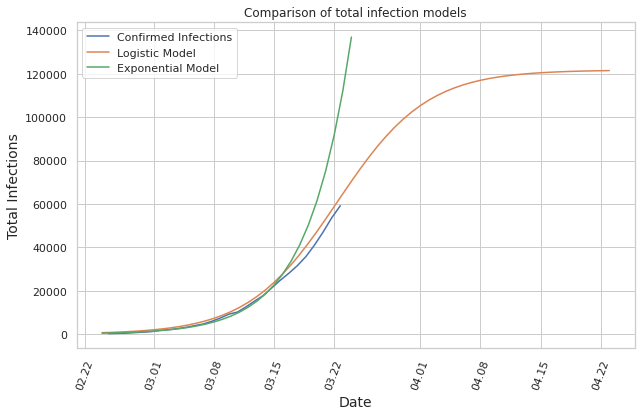 Comparison of total infection models
Confirmed Infections
Logistic Model
Exponential Model
Total Infections
140000
120000
100000
80000
60000
40000
20000
0
02.22
03.01
03.08
03.15
03.22
04.01
04.08
04.15
04.22
Date